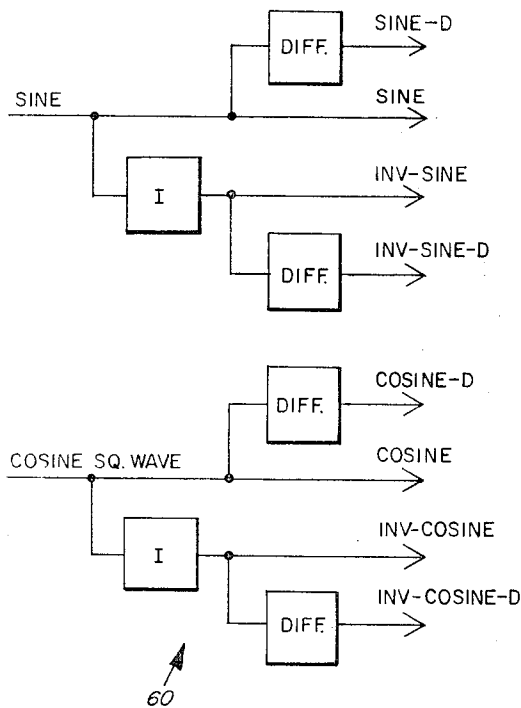 DIFF.
SINE-D
SINE
SINE
I
INV-SINE
DIFF.
INV-SINE-D
DIFF.
COSINE-D
COSINE SQ. WAVE
COSINE
I
INV-COSINE
DIFF.
INV-COSINE-D
60